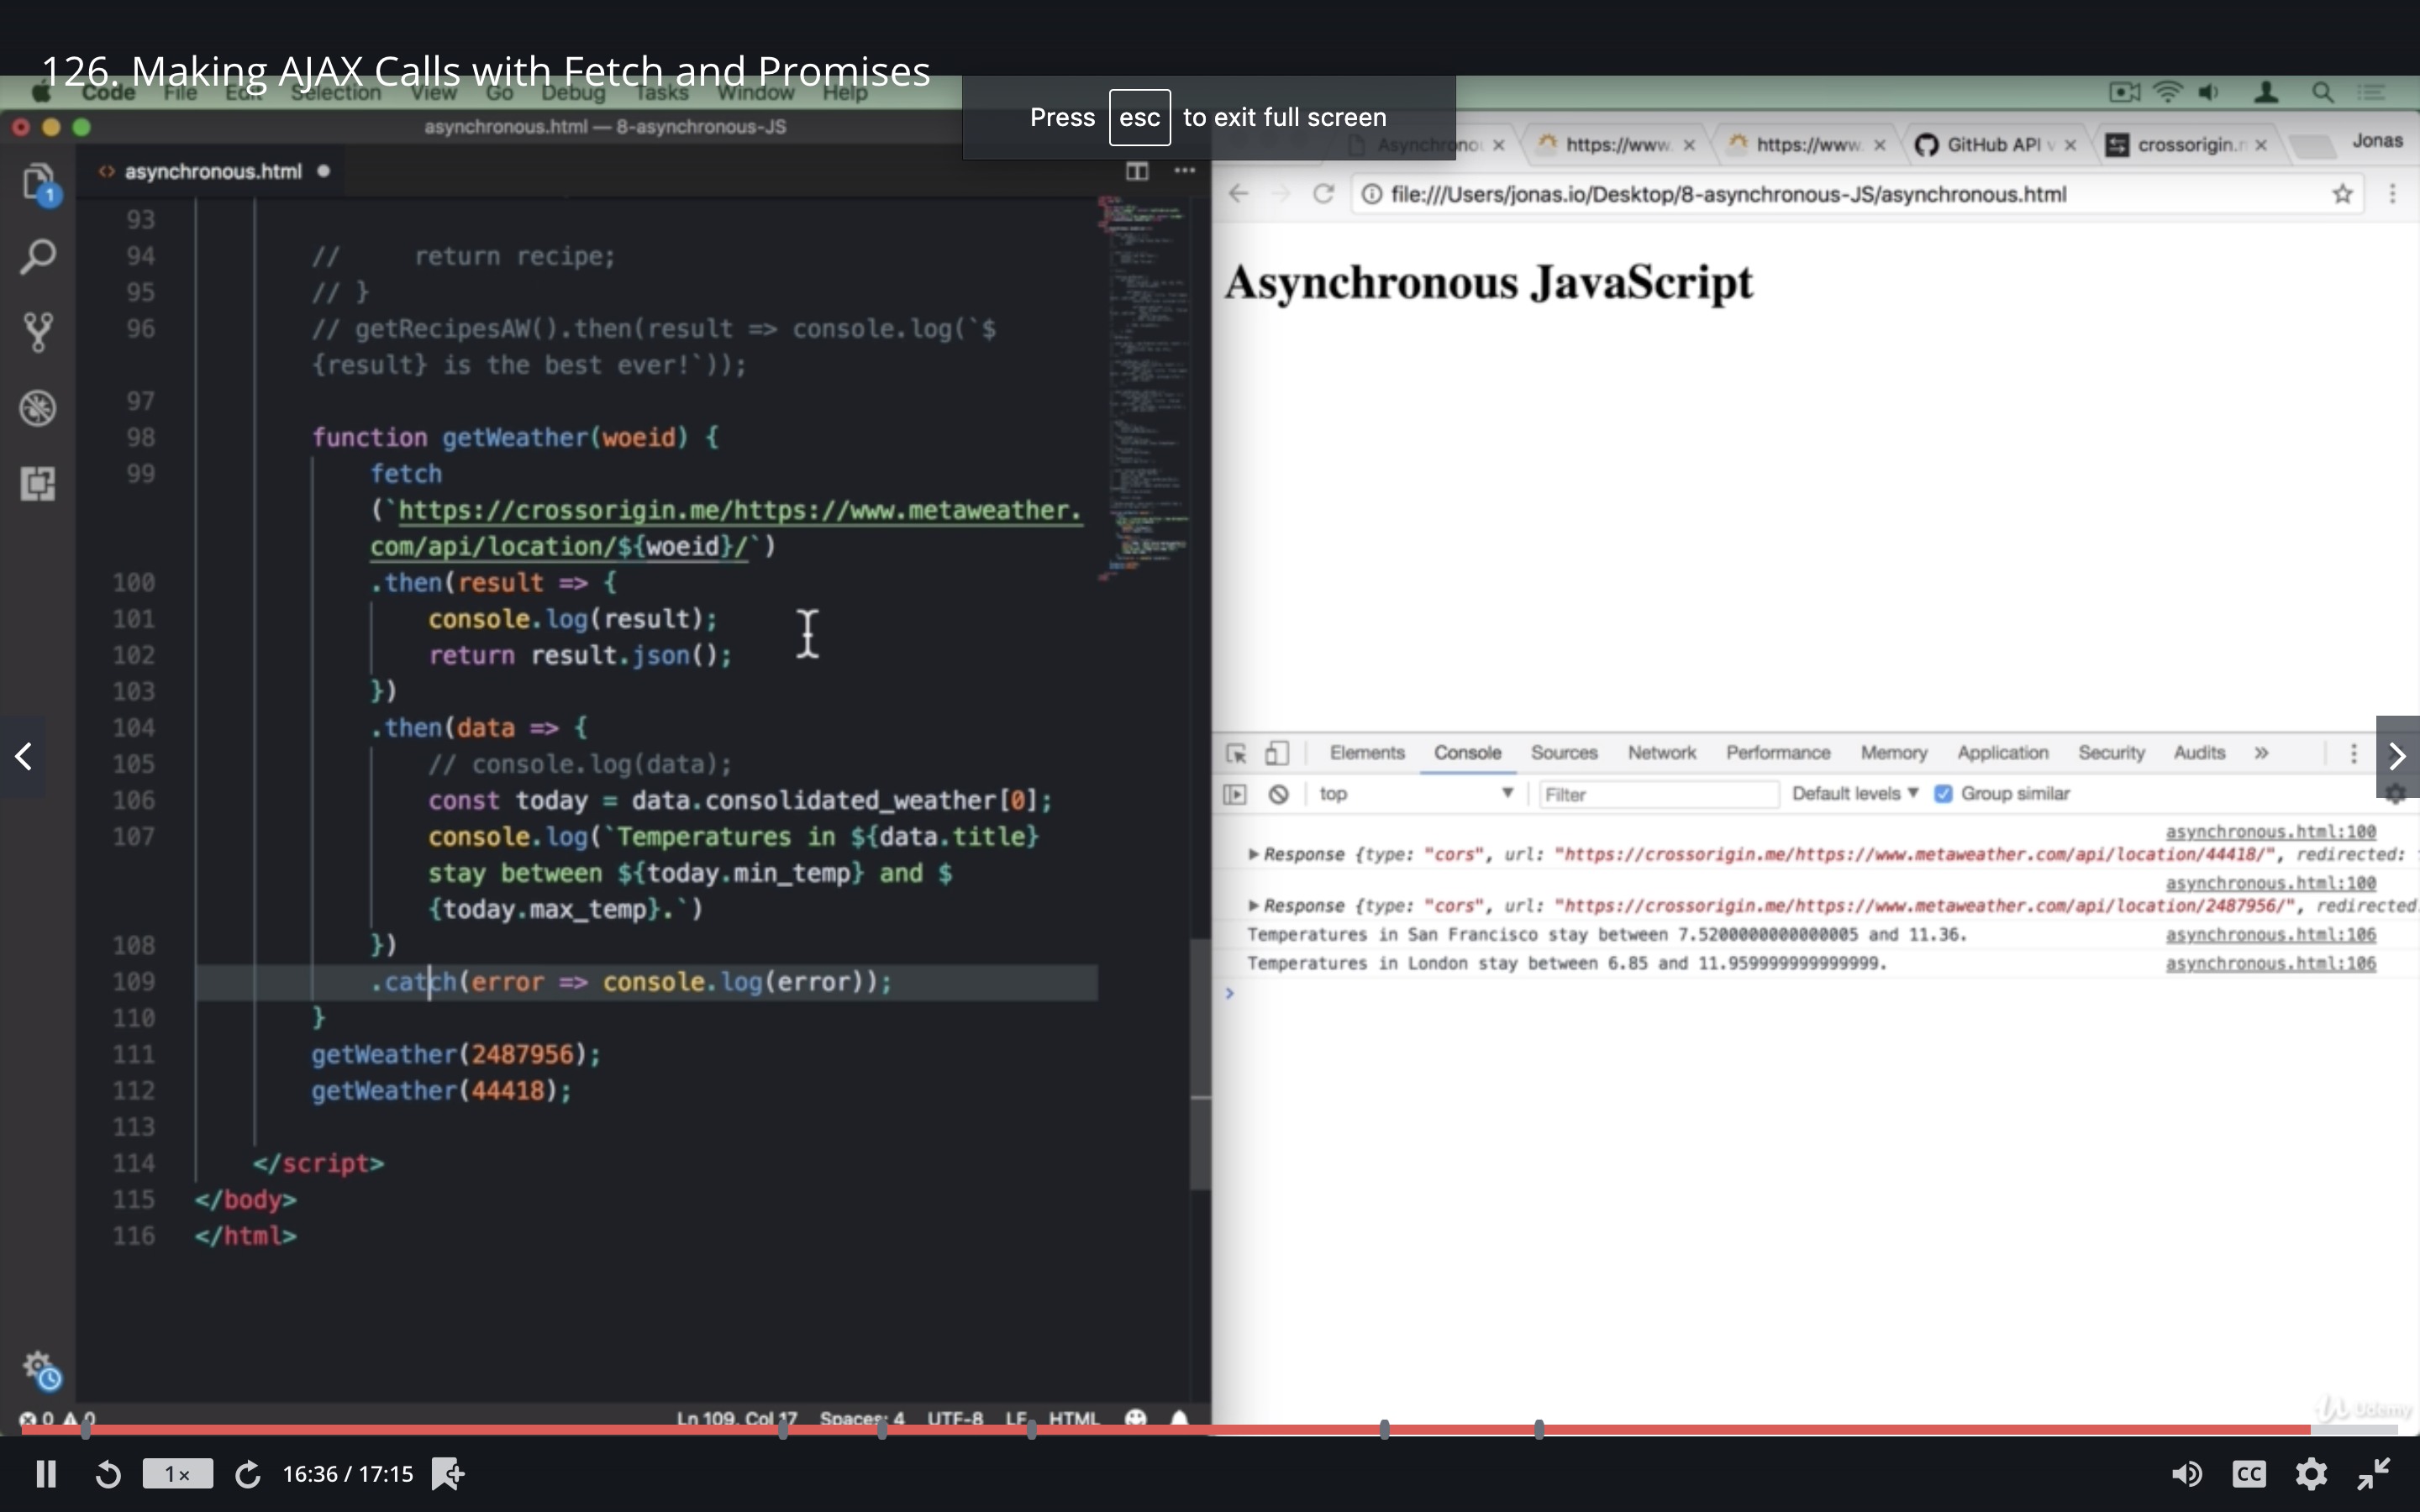 126. Making AJAX Calls with Fetch and Promises
Code File Edit Selection View Go Debug Tasks Window Help
Press esc to exit full screen
asynchronous.html — 8-asynchronous-JS
https://www. https://www. GitHub API crossorigin. Jonas
1
asynchronous.html
file:///Users/jonas.io/Desktop/8-asynchronous-JS/asynchronous.html
Asynchronous JavaScript
93
94 // return recipe;
95 // }
96 // getRecipesAW().then(result => console.log(`$
{result} is the best ever!`));
97
98 function getWeather(woeid) {
99 fetch
(`https://crossorigin.me/https://www.metaweather.
com/api/location/${woeid}/`)
100 .then(result => {
101 console.log(result);
102 return result.json();
103 })
104 .then(data => {
105 // console.log(data);
106 const today = data.consolidated_weather[0];
107 console.log(`Temperatures in ${data.title}
stay between ${today.min_temp} and $
{today.max_temp}.`)
108 })
109 .catch(error => console.log(error));
110 }
111 getWeather(2487956);
112 getWeather(44418);
113
114 </script>
115 </body>
116 </html>
Elements Console Sources Network Performance Memory Application Security Audits »
top Filter Default levels Group similar
asynchronous.html:100
Response {type: "cors", url: "https://crossorigin.me/https://www.metaweather.com/api/location/44418/", redirected:
asynchronous.html:100
Response {type: "cors", url: "https://crossorigin.me/https://www.metaweather.com/api/location/2487956/", redirected
Temperatures in San Francisco stay between 7.5200000000000005 and 11.36. asynchronous.html:106
Temperatures in London stay between 6.85 and 11.959999999999999. asynchronous.html:106
>
0 0 Ln 109, Col 17 Spaces: 4 UTF-8 LF HTML
Udemy
1× 16:36 / 17:15 CC